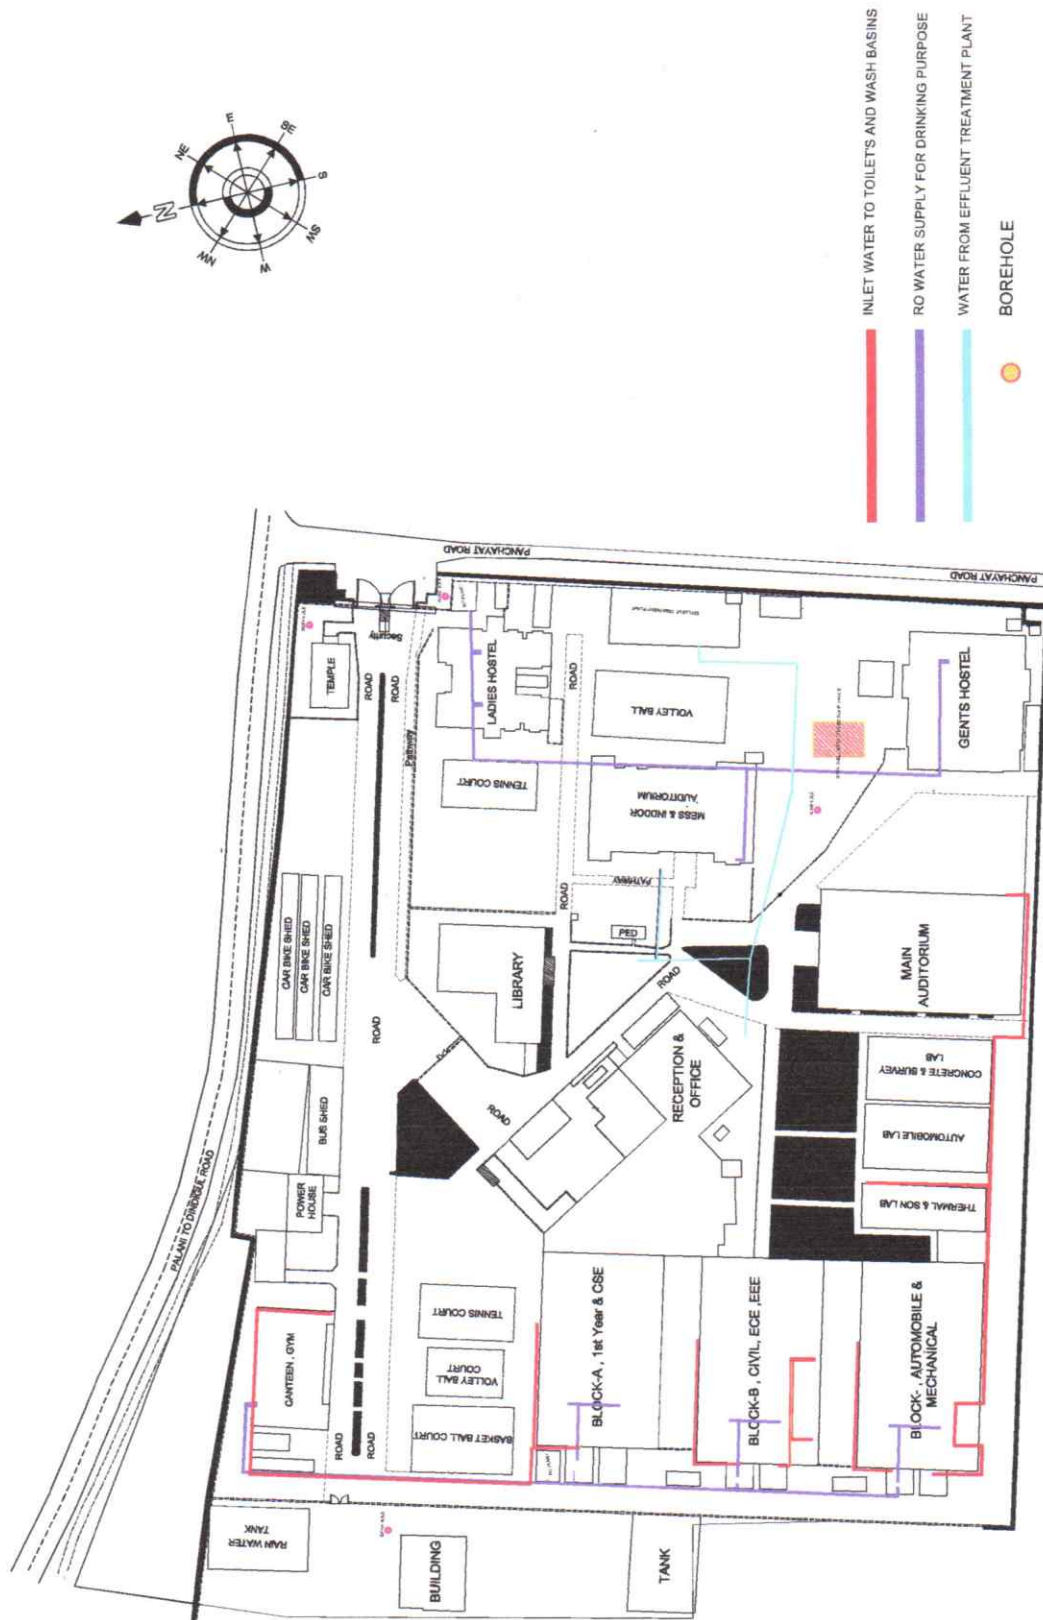 N
NE
E
SE
S
SW
W
NW
INLET WATER TO TOILET'S AND WASH BASINS
RO WATER SUPPLY FOR DRINKING PURPOSE
WATER FROM EFFLUENT TREATMENT PLANT
BOREHOLE
PALANI TO DINDIGUL ROAD
PANCHAYAT ROAD
PANCHAYAT ROAD
TEMPLE
Security
ROAD
ROAD
Pathway
LADIES HOSTEL
ROAD
VOLLEY BALL
GENTS HOSTEL
TENNIS COURT
MESS & INDOOR
AUDITORIUM
PATHWAY
ROAD
PED
CAR BIKE SHED
CAR BIKE SHED
CAR BIKE SHED
ROAD
LIBRARY
ROAD
MAIN
AUDITORIUM
BUS SHED
ROAD
RECEPTION &
OFFICE
CONCRETE & SURVEY
LAB
AUTOMOBILE LAB
THERMAL & SON LAB
POWER
HOUSE
CANTEEN , GYM
TENNIS COURT
VOLLEY BALL
COURT
BASKET BALL COURT
BLOCK-A , 1st Year & CSE
BLOCK-B , CIVIL, ECE ,EEE
BLOCK- , AUTOMOBILE &
MECHANICAL
ROAD
ROAD
RAIN WATER
TANK
BUILDING
TANK